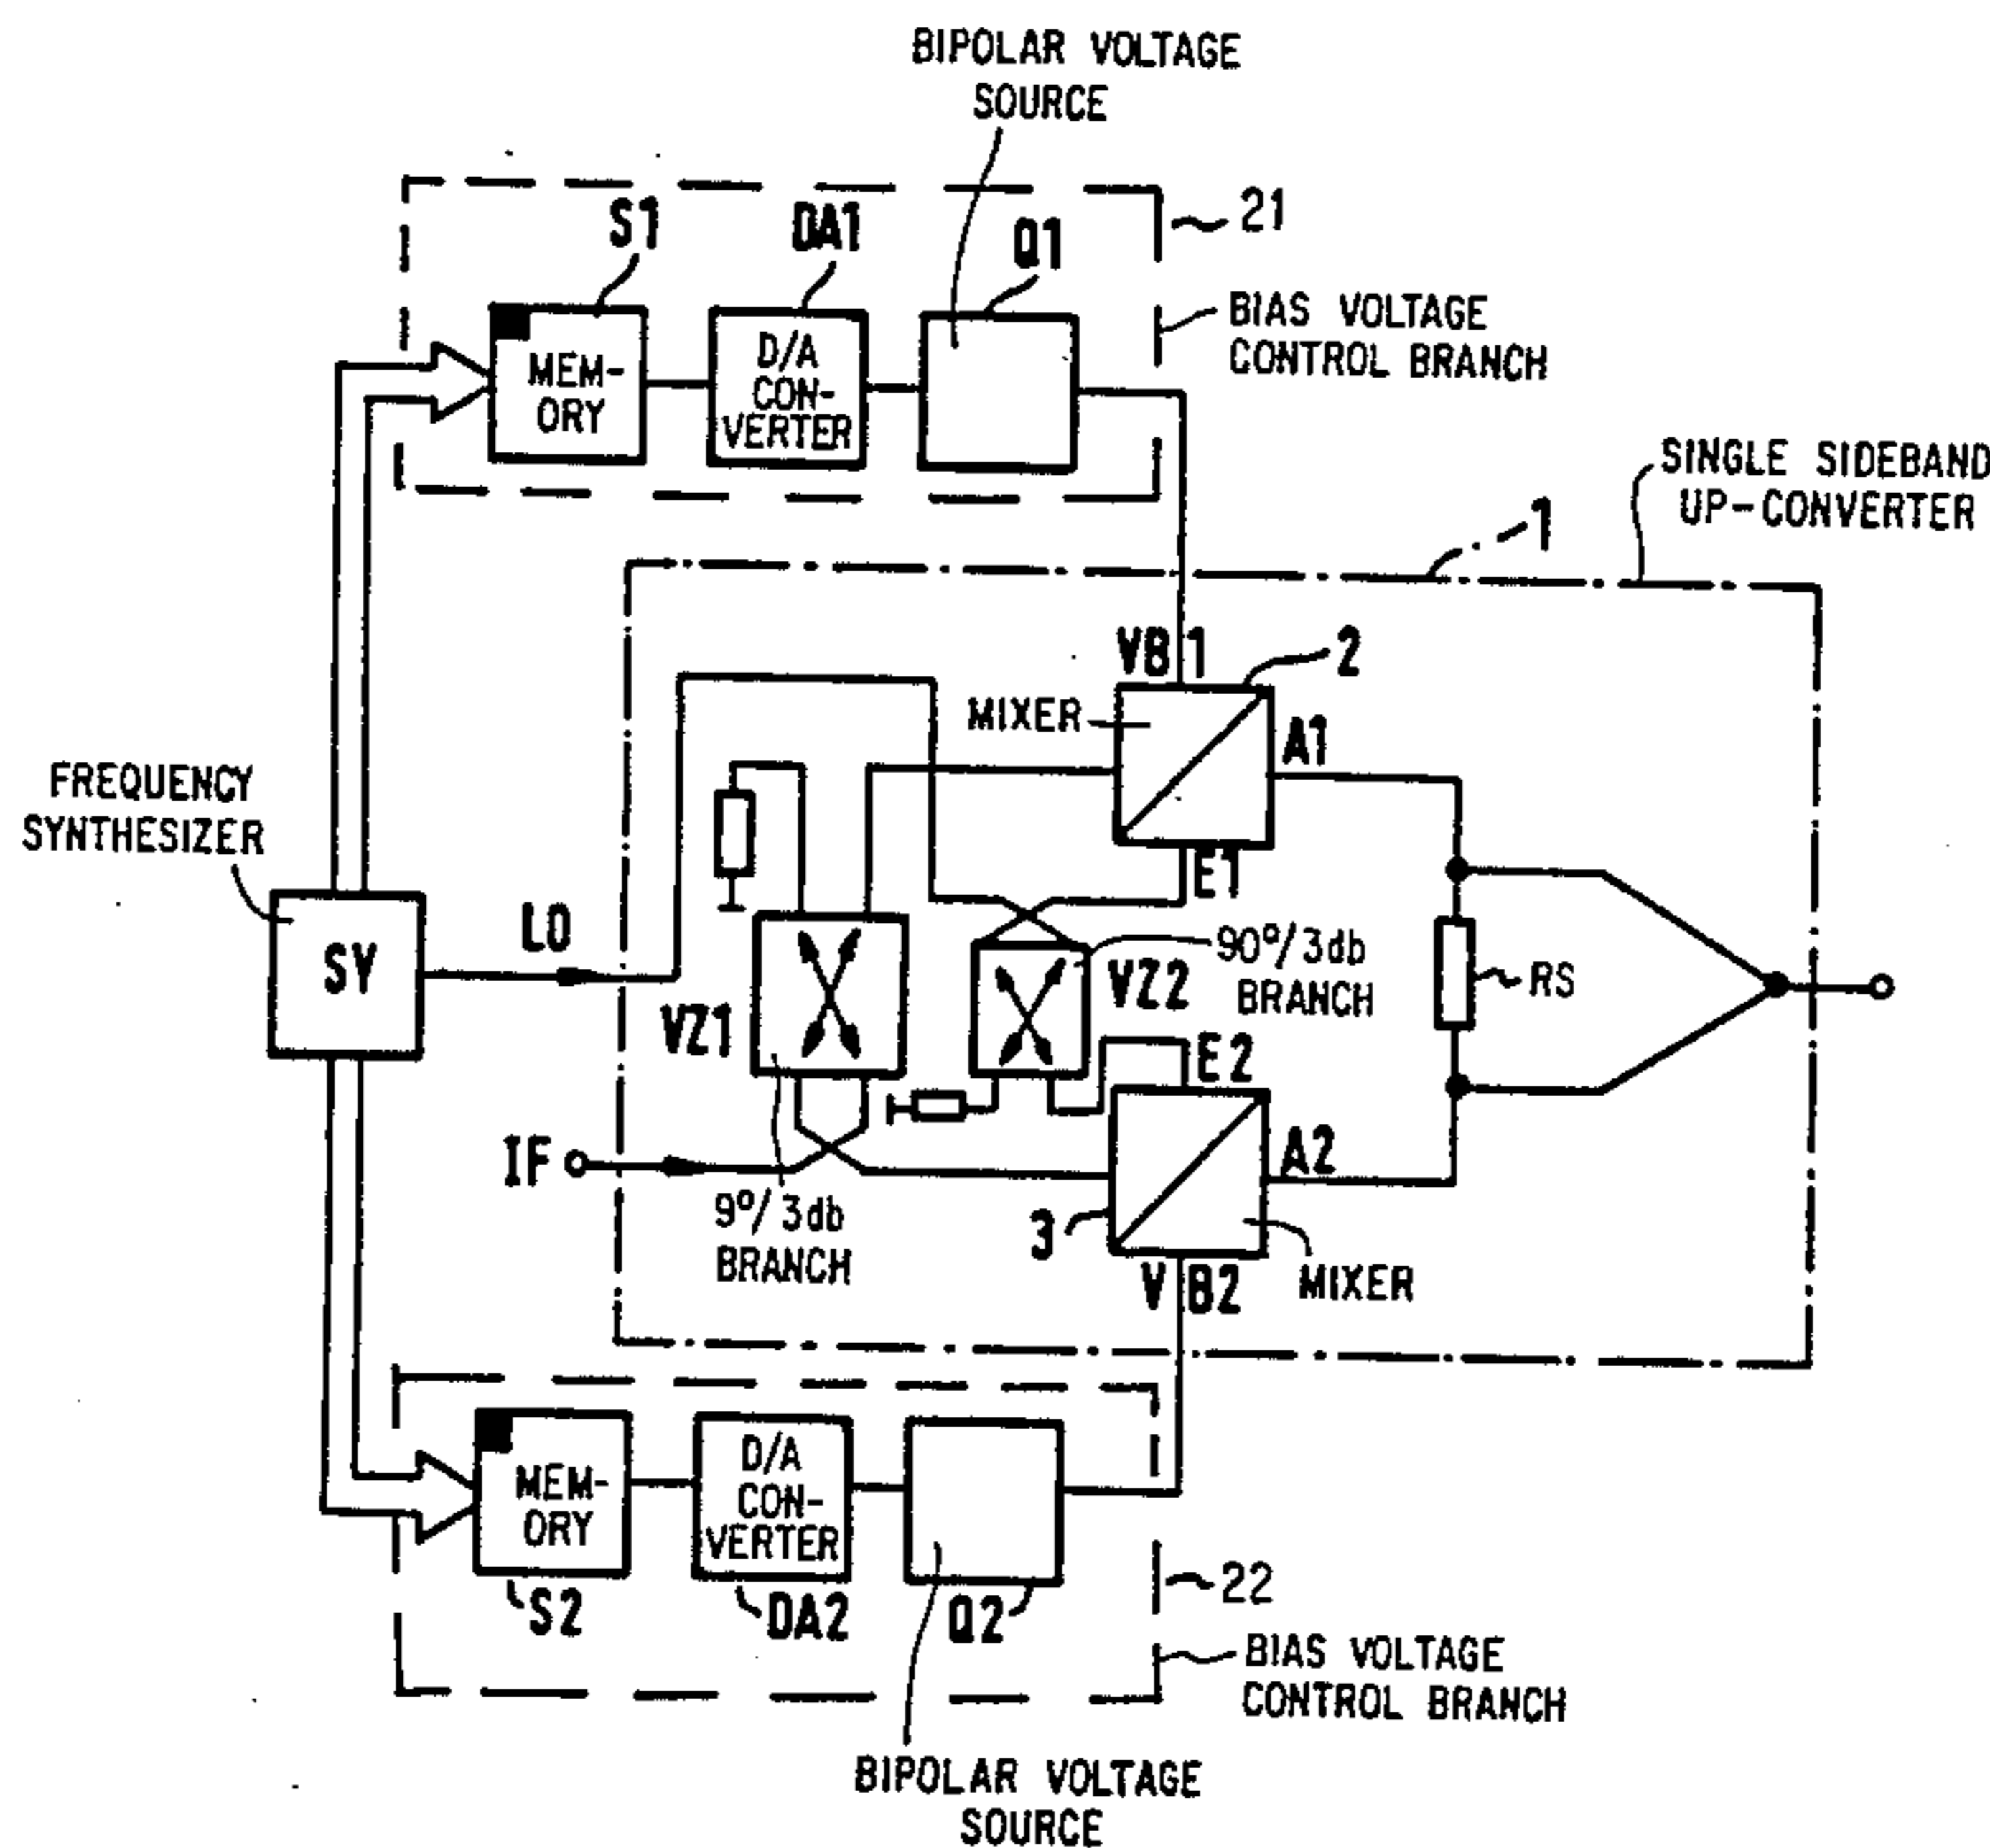 BIPOLAR VOLTAGE
SOURCE
21
S1
DA1
Q1
BIAS VOLTAGE
CONTROL BRANCH
MEM-
ORY
D/A
CON-
VERTER
SINGLE SIDEBAND
UP-CONVERTER
1
VB1
2
MIXER
A1
FREQUENCY
SYNTHESIZER
E1
LO
SY
90°/3db
BRANCH
VZ2
RS
VZ1
E2
IF
A2
9°/3db
BRANCH
3
VB2
MIXER
MEM-
ORY
D/A
CON-
VERTER
S2
DA2
Q2
22
BIAS VOLTAGE
CONTROL BRANCH
BIPOLAR VOLTAGE
SOURCE